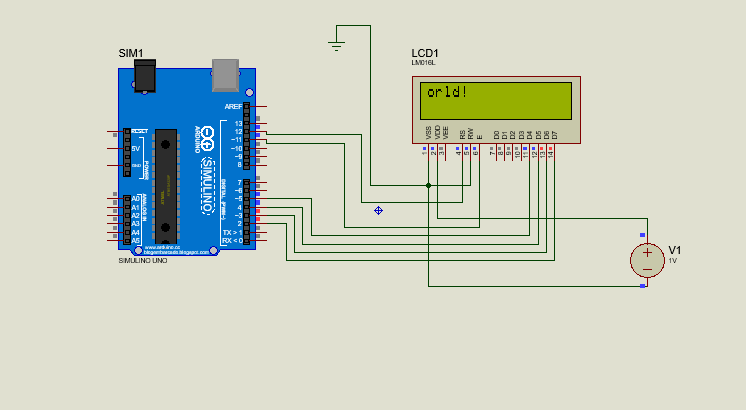 SIM1
AREF
13
12
~11
~10
~9
8
7
~6
~5
4
~3
2
TX > 1
RX < 0
RESET
5V
POWER
A0
A1
A2
A3
A4
A5
ANALOG IN
ARDUINO
SIMULINO
www.arduino.cc
blogembarcado.blogspot.com
SIMULINO UNO
LCD1
LM016L
orld!
VSS
VDD
VEE
RS
RW
E
D0
D1
D2
D3
D4
D5
D6
D7
1
2
3
4
5
6
7
8
9
10
11
12
13
14
V1
1V